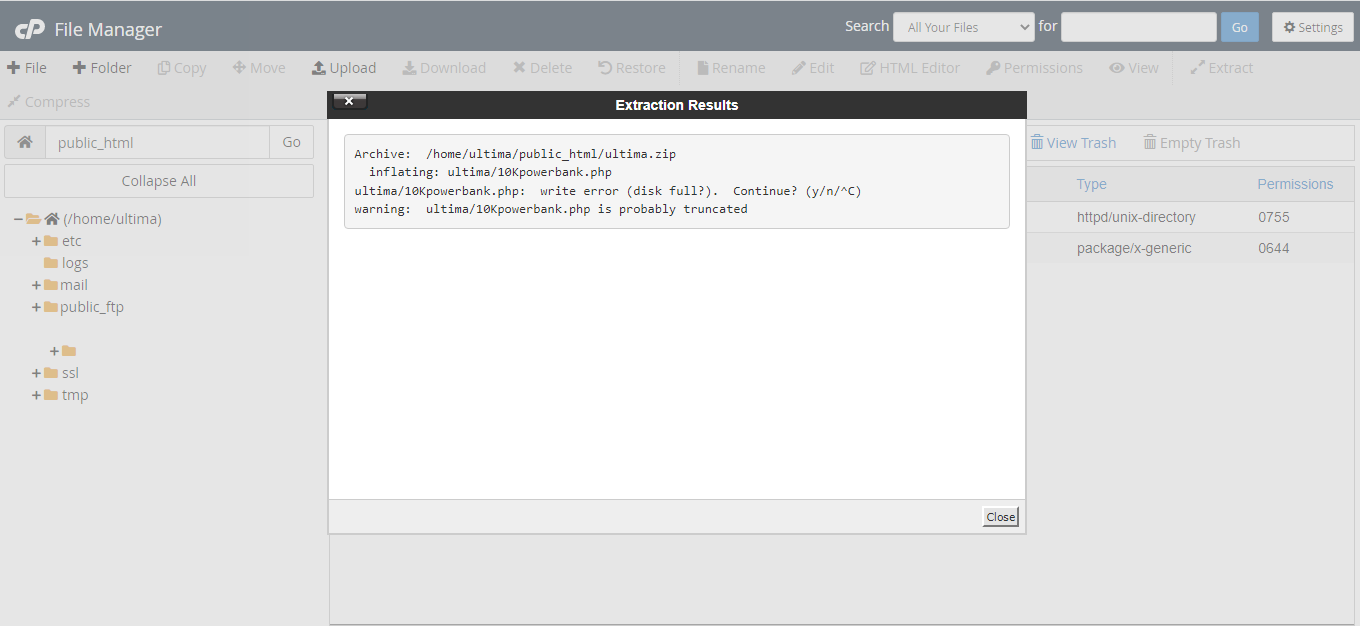 cP File Manager
Search All Your Files for Go Settings
File Folder Copy Move Upload Download Delete Restore Rename Edit HTML Editor Permissions View Extract
Compress
Extraction Results
public_html Go
View Trash Empty Trash
Archive:  /home/ultima/public_html/ultima.zip
inflating: ultima/10Kpowerbank.php
ultima/10Kpowerbank.php:  write error (disk full?).  Continue? (y/n/^C)
warning:  ultima/10Kpowerbank.php is probably truncated
Collapse All
Type Permissions
(/home/ultima)
httpd/unix-directory 0755
etc
package/x-generic 0644
logs
mail
public_ftp
ssl
tmp
Close